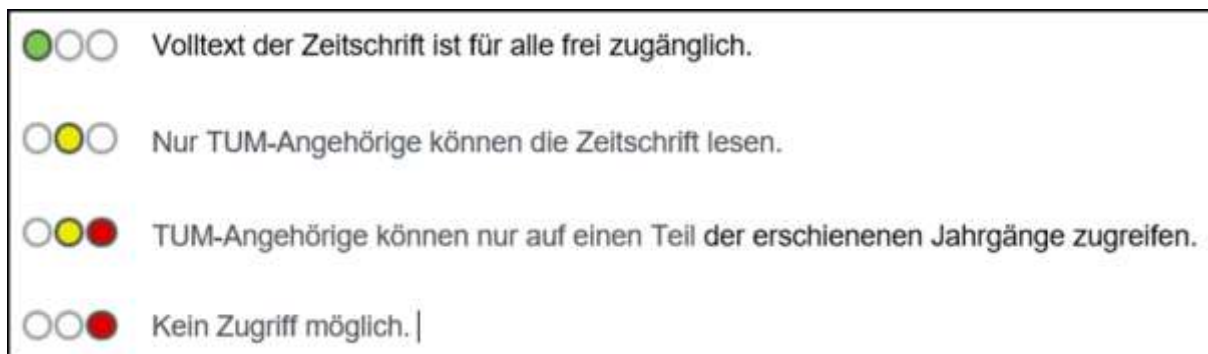 Volltext der Zeitschrift ist für alle frei zugänglich.
Nur TUM-Angehörige können die Zeitschrift lesen.
TUM-Angehörige können nur auf einen Teil der erschienenen Jahrgänge zugreifen.
Kein Zugriff möglich.